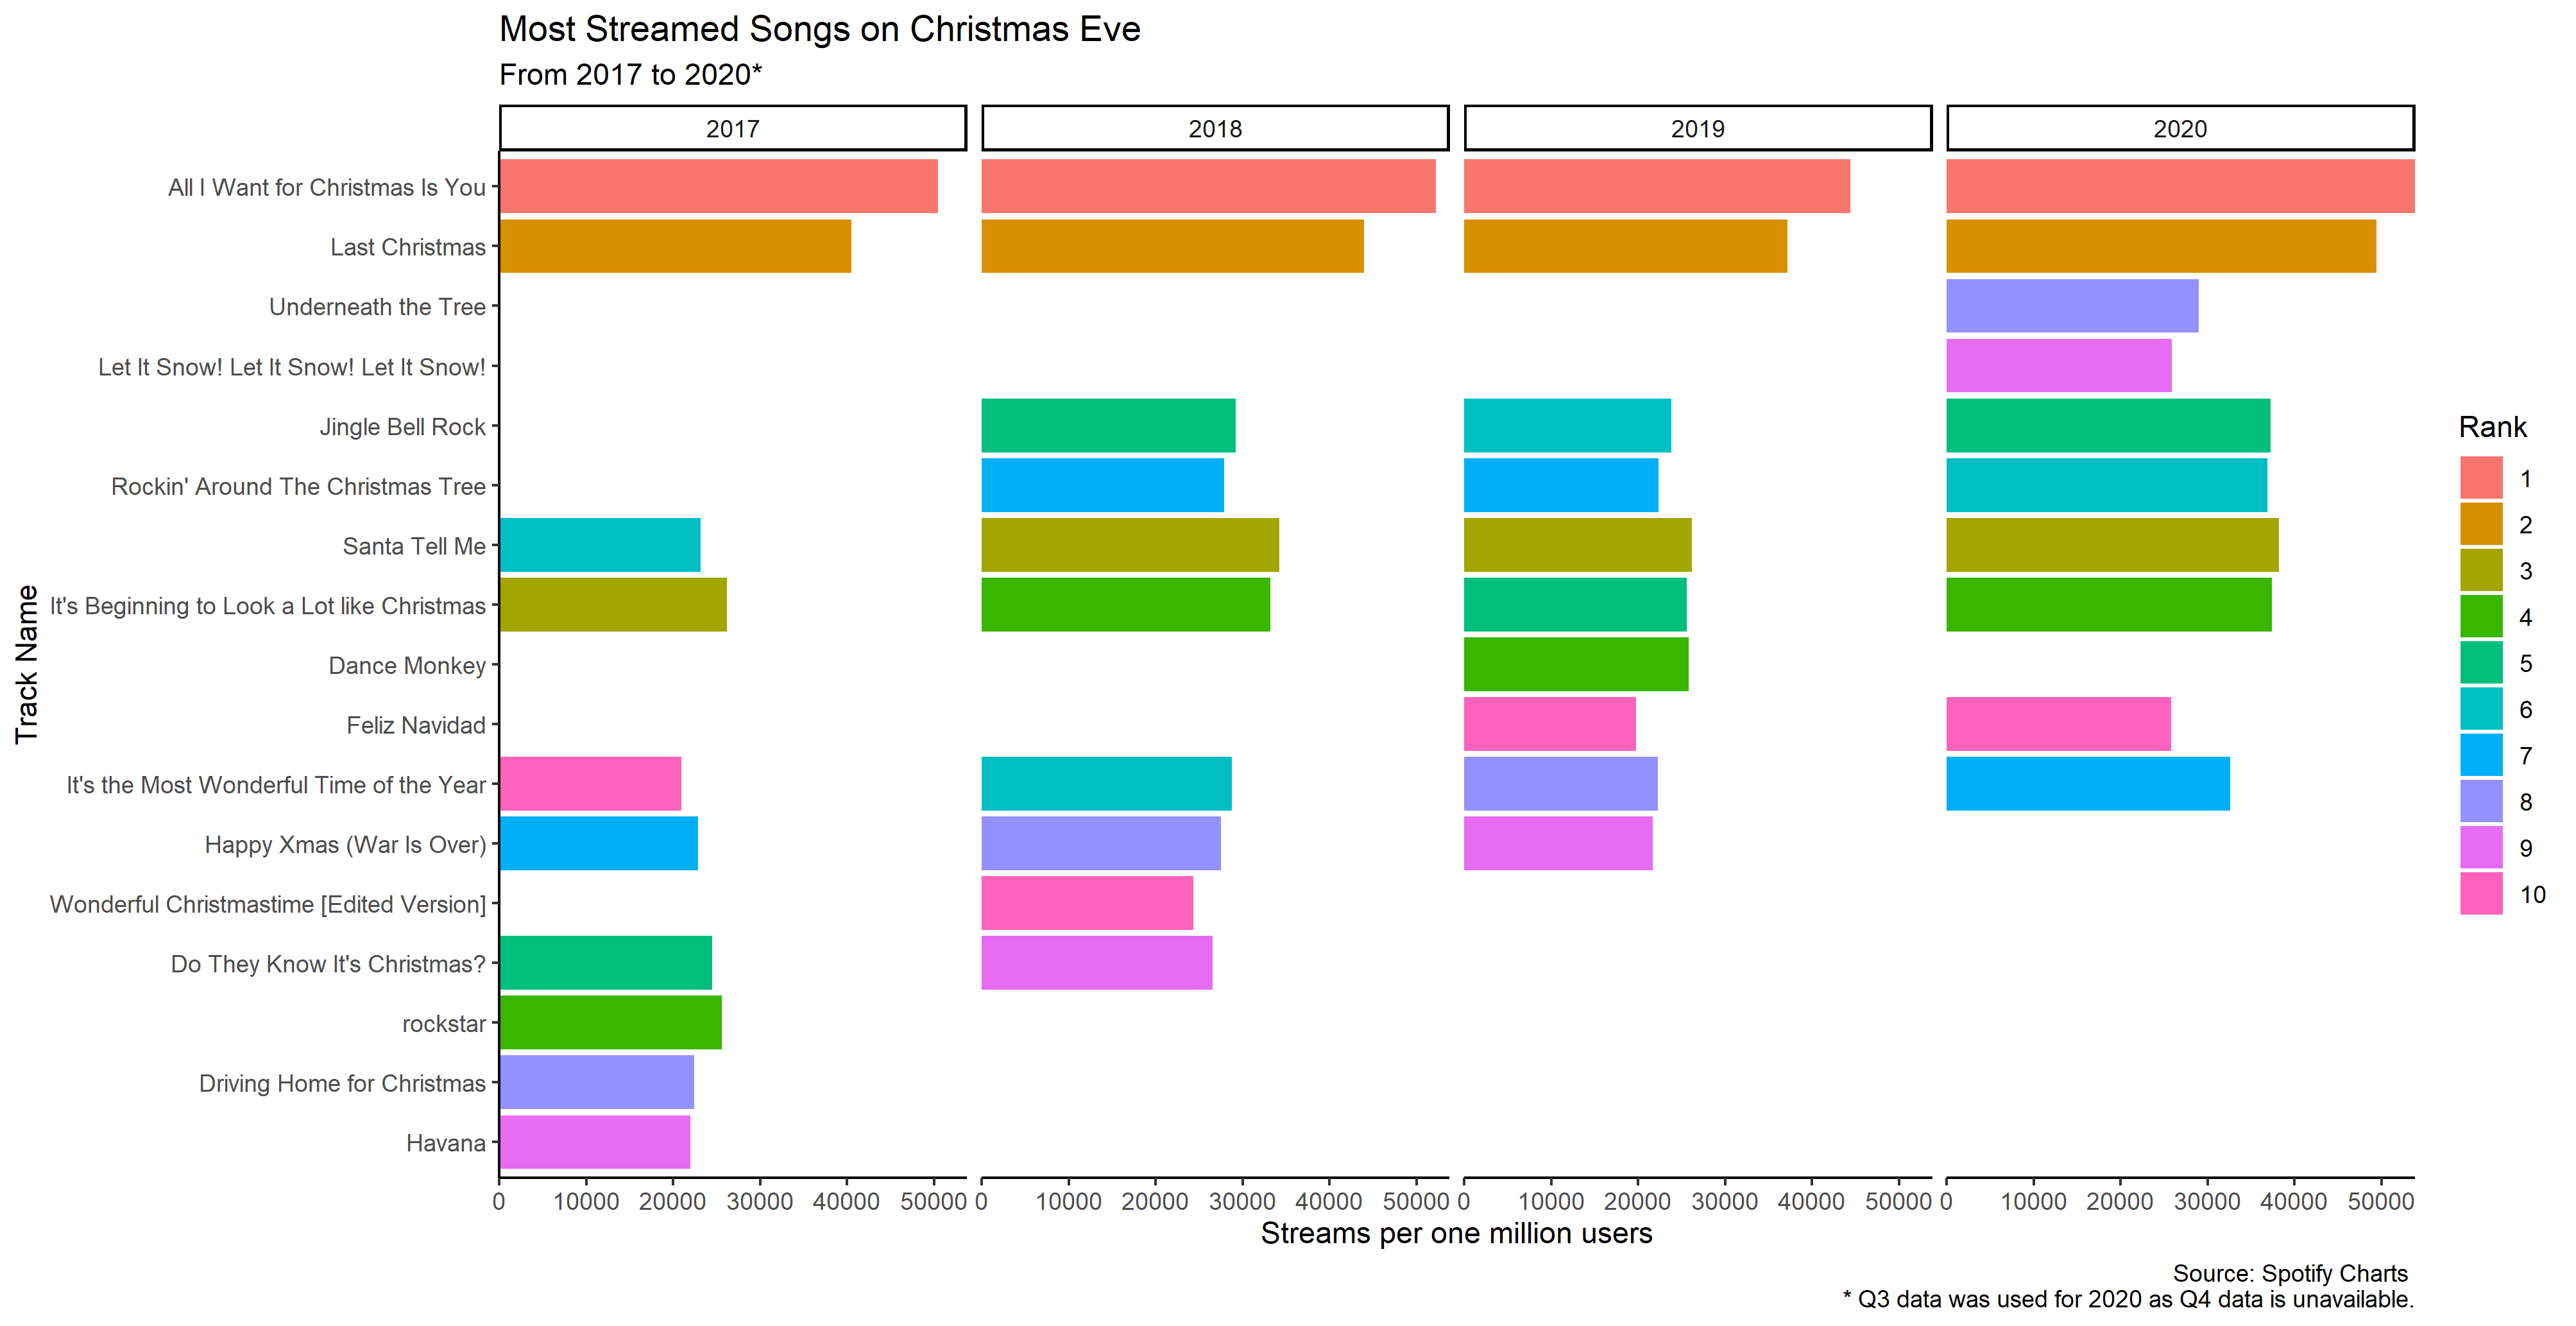 Most Streamed Songs on Christmas Eve
From 2017 to 2020*
2017 2018 2019 2020
All I Want for Christmas Is You
Last Christmas
Underneath the Tree
Let It Snow! Let It Snow! Let It Snow!
Jingle Bell Rock
Rockin' Around The Christmas Tree
Santa Tell Me
It's Beginning to Look a Lot like Christmas
Dance Monkey
Feliz Navidad
It's the Most Wonderful Time of the Year
Happy Xmas (War Is Over)
Wonderful Christmastime [Edited Version]
Do They Know It's Christmas?
rockstar
Driving Home for Christmas
Havana
Track Name
0 10000 20000 30000 40000 50000 0 10000 20000 30000 40000 50000 0 10000 20000 30000 40000 50000 0 10000 20000 30000 40000 50000
Streams per one million users
Rank
1
2
3
4
5
6
7
8
9
10
Source: Spotify Charts
* Q3 data was used for 2020 as Q4 data is unavailable.